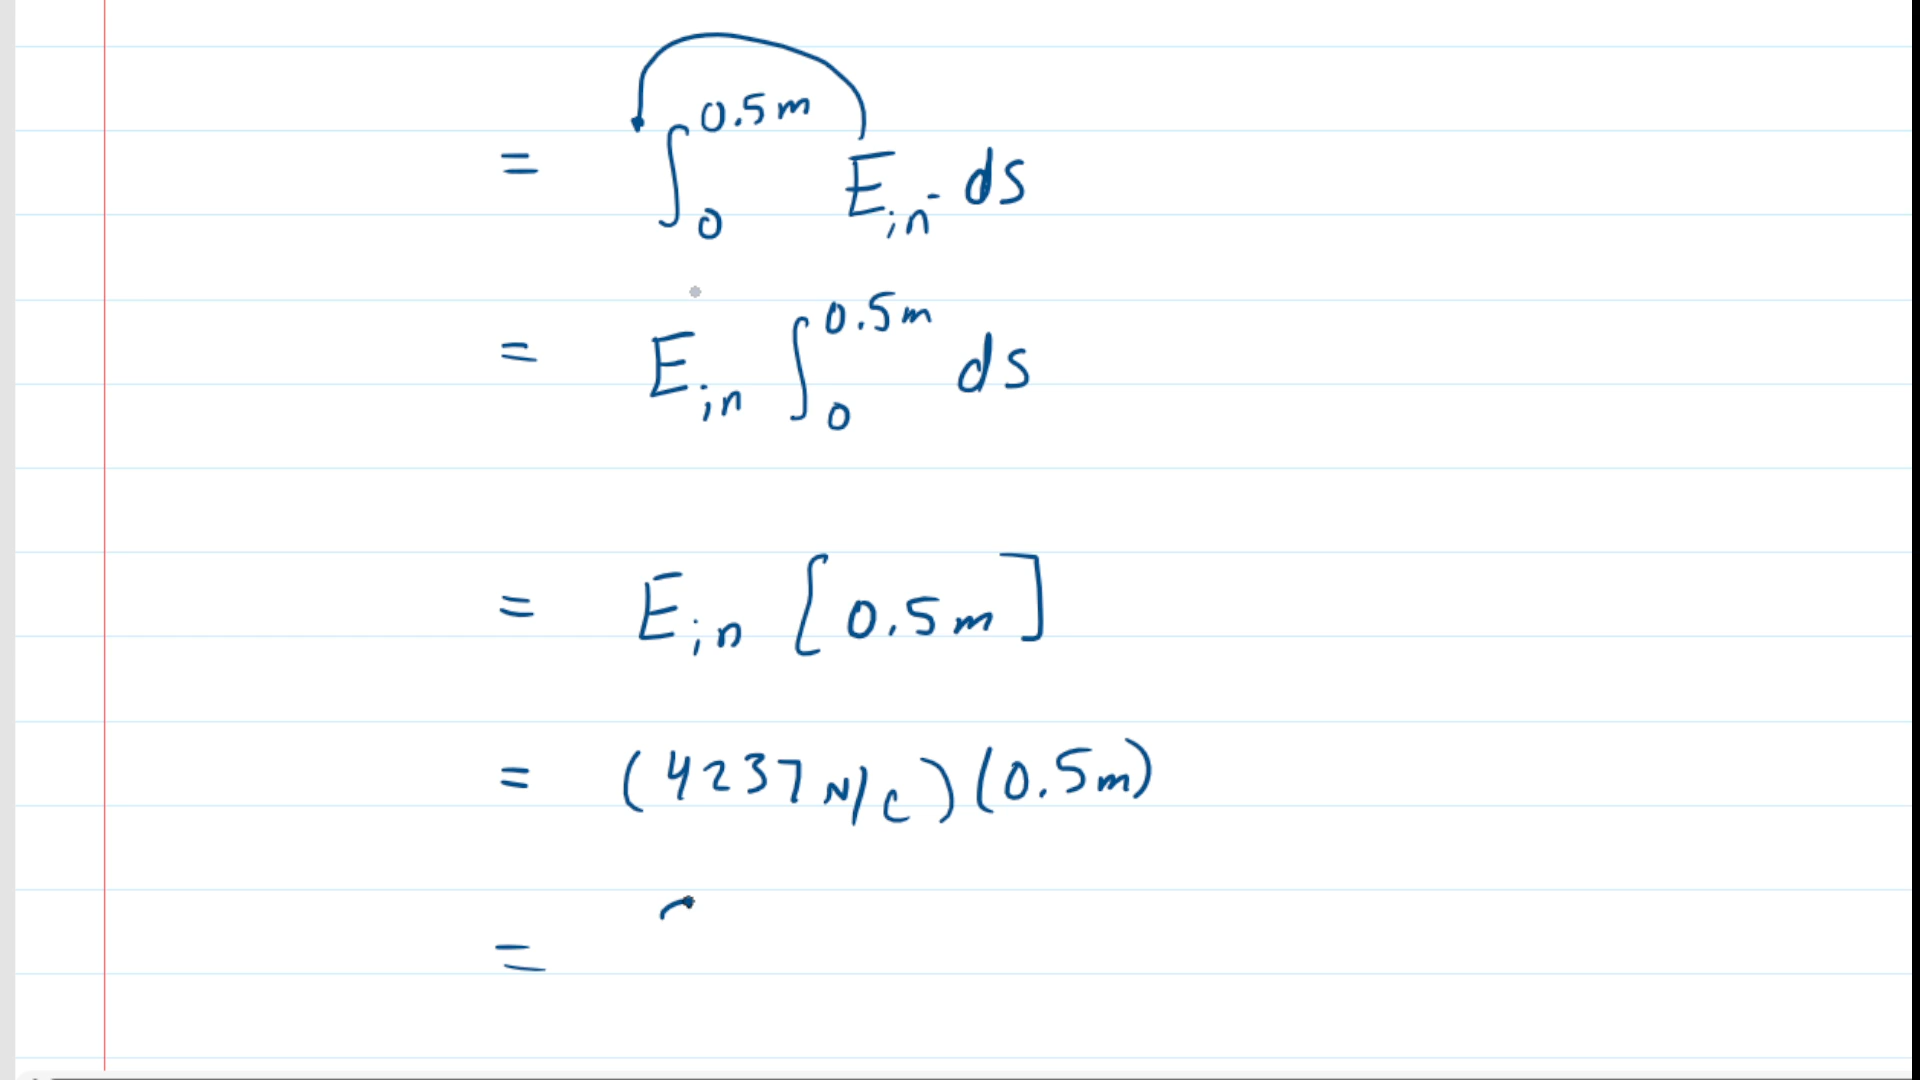 = ∫₀^0.5m E_in · ds
= E_in ∫₀^0.5m ds
= E_in [0.5m]
= (4237 N/C)(0.5m)
=